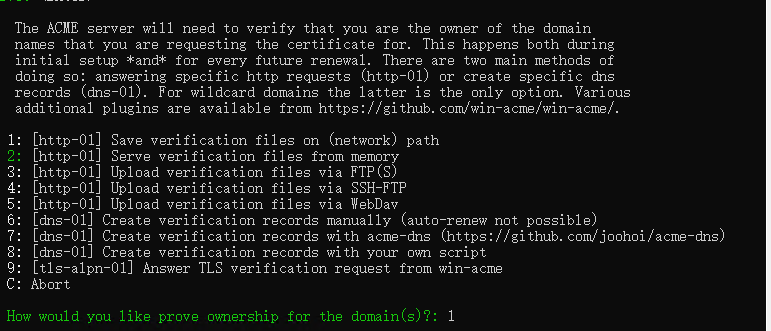 The ACME server will need to verify that you are the owner of the domain
names that you are requesting the certificate for. This happens both during
initial setup *and* for every future renewal. There are two main methods of
doing so: answering specific http requests (http-01) or create specific dns
records (dns-01). For wildcard domains the latter is the only option. Various
additional plugins are available from https://github.com/win-acme/win-acme/.
1: [http-01] Save verification files on (network) path
2: [http-01] Serve verification files from memory
3: [http-01] Upload verification files via FTP(S)
4: [http-01] Upload verification files via SSH-FTP
5: [http-01] Upload verification files via WebDav
6: [dns-01] Create verification records manually (auto-renew not possible)
7: [dns-01] Create verification records with acme-dns (https://github.com/joohoi/acme-dns)
8: [dns-01] Create verification records with your own script
9: [tls-alpn-01] Answer TLS verification request from win-acme
C: Abort
How would you like prove ownership for the domain(s)?: 1